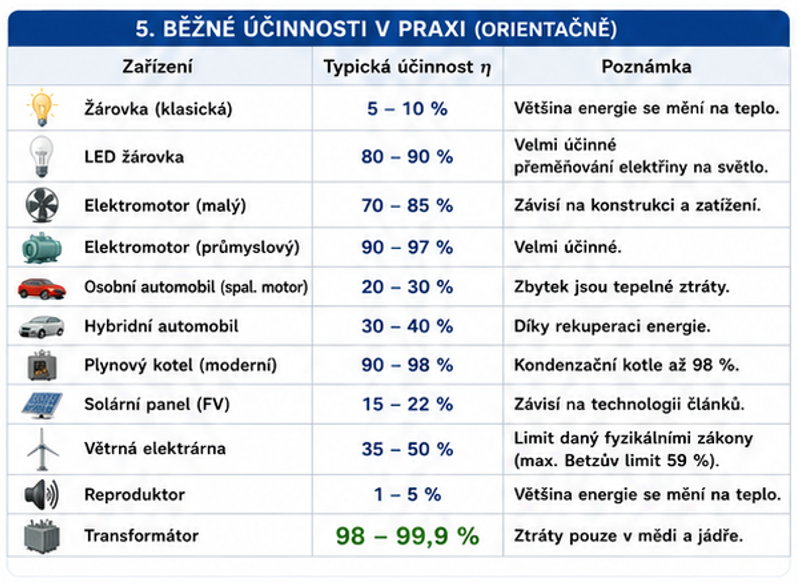 5. BĚŽNÉ ÚČINNOSTI V PRAXI (ORIENTAČNĚ)
Zařízení Typická účinnost η Poznámka
Žárovka (klasická) 5 – 10 % Většina energie se mění na teplo.
LED žárovka 80 – 90 % Velmi účinné
přeměňování elektřiny na světlo.
Elektromotor (malý) 70 – 85 % Závisí na konstrukci a zatížení.
Elektromotor (průmyslový) 90 – 97 % Velmi účinné.
Osobní automobil (spal. motor) 20 – 30 % Zbytek jsou tepelné ztráty.
Hybridní automobil 30 – 40 % Díky rekuperaci energie.
Plynový kotel (moderní) 90 – 98 % Kondenzační kotle až 98 %.
Solární panel (FV) 15 – 22 % Závisí na technologii článků.
Větrná elektrárna 35 – 50 % Limit daný fyzikálními zákony
(max. Betzův limit 59 %).
Reproduktor 1 – 5 % Většina energie se mění na teplo.
Transformátor 98 – 99,9 % Ztráty pouze v mědi a jádře.